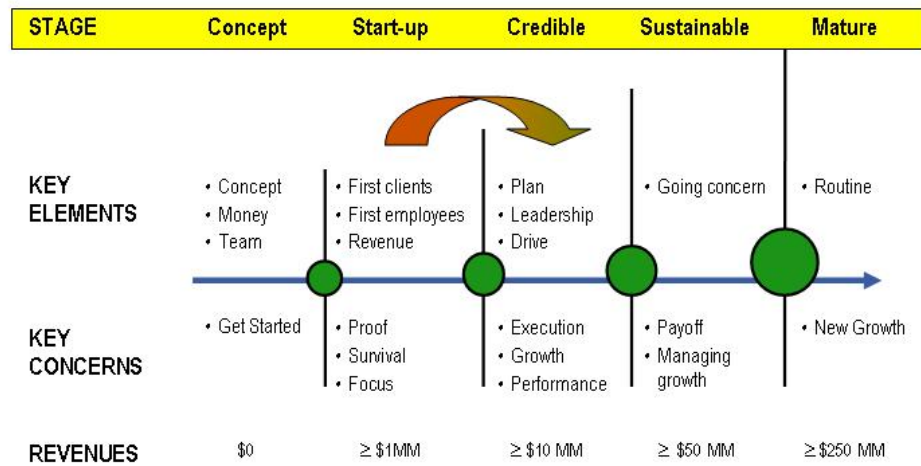 STAGE Concept Start-up Credible Sustainable Mature
KEY
ELEMENTS
• Concept
• Money
• Team
• First clients
• First employees
• Revenue
• Plan
• Leadership
• Drive
• Going concern
• Routine
KEY
CONCERNS
• Get Started
• Proof
• Survival
• Focus
• Execution
• Growth
• Performance
• Payoff
• Managing
growth
• New Growth
REVENUES $0 ≥ $1MM ≥ $10 MM ≥ $50 MM ≥ $250 MM